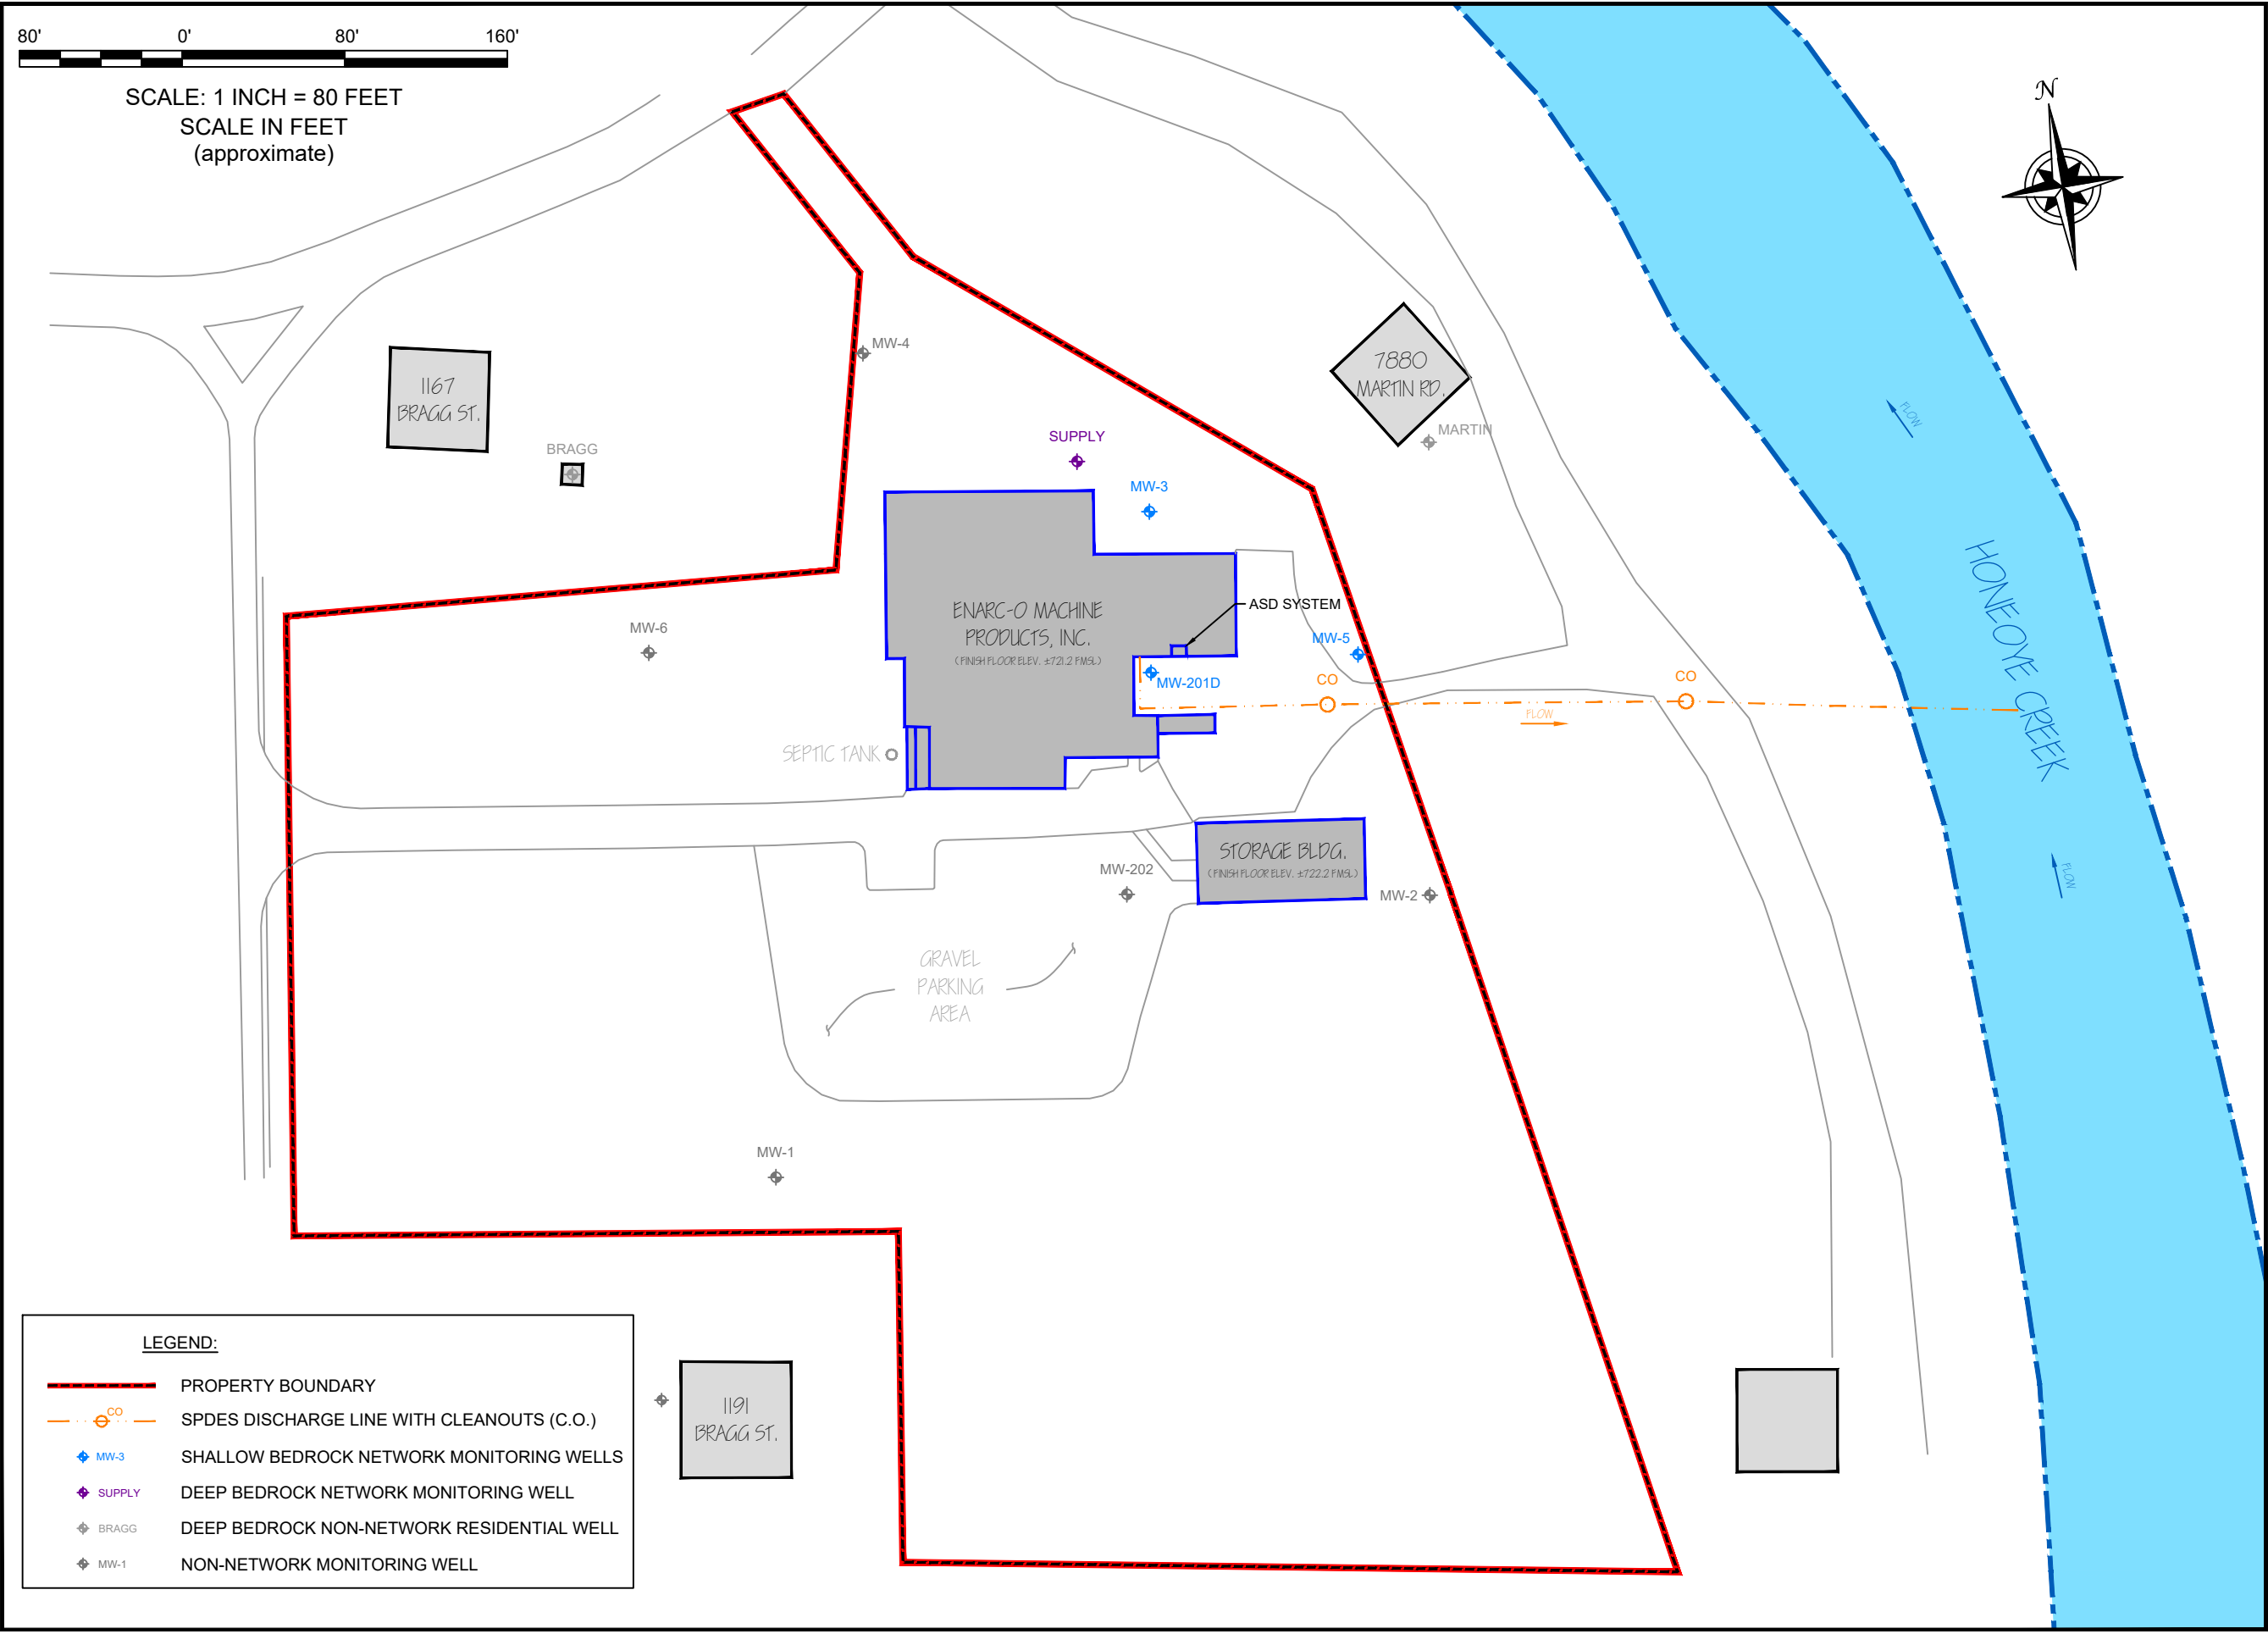 80' 0' 80' 160'
SCALE: 1 INCH = 80 FEET
SCALE IN FEET
(approximate)
N
MW-4
1167
BRAGG ST.
7880
MARTIN RD.
FLOW
MARTIN
BRAGG
SUPPLY
MW-3
HONEOYE CREEK
ENARC-O MACHINE
PRODUCTS, INC.
(FINISH FLOOR ELEV. ±721.2 FMSL)
ASD SYSTEM
MW-6
MW-5
MW-201D
CO
CO
FLOW
SEPTIC TANK
STORAGE BLDG.
(FINISH FLOOR ELEV. ±722.2 FMSL)
MW-202
MW-2
FLOW
GRAVEL
PARKING
AREA
MW-1
LEGEND:
PROPERTY BOUNDARY
CO
SPDES DISCHARGE LINE WITH CLEANOUTS (C.O.)
MW-3 SHALLOW BEDROCK NETWORK MONITORING WELLS
SUPPLY DEEP BEDROCK NETWORK MONITORING WELL
BRAGG DEEP BEDROCK NON-NETWORK RESIDENTIAL WELL
MW-1 NON-NETWORK MONITORING WELL
1191
BRAGG ST.